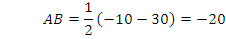 AB = 1/2 (−10 − 30) = −20